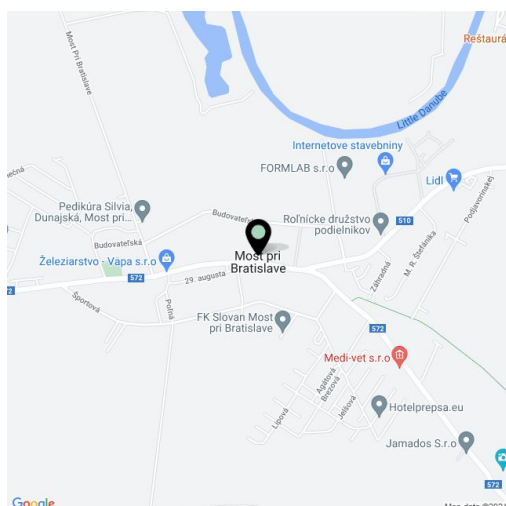 Most Pri Bratislave
Reštaurá
Little Danube
Internetove stavebniny
FORMLAB s.r.o
Lidl
Podjavorinskej
Pedikúra Silvia,
Dunajská, Most pri...
Budovateľská
Roľnícke družstvo
podielnikov
510
M. R. Štefánika
Budovateľská
Železiarstvo - Vapa s.r.o
Most pri
Bratislave
572
29. augusta
572
Záhradná
Športová
Poľná
FK Slovan Most
pri Bratislave
572
Medi-vet s.r.o
Agátová
Brezová
Jelšová
Lipová
Hotelprepsa.eu
Jamados S.r.o
572
Google